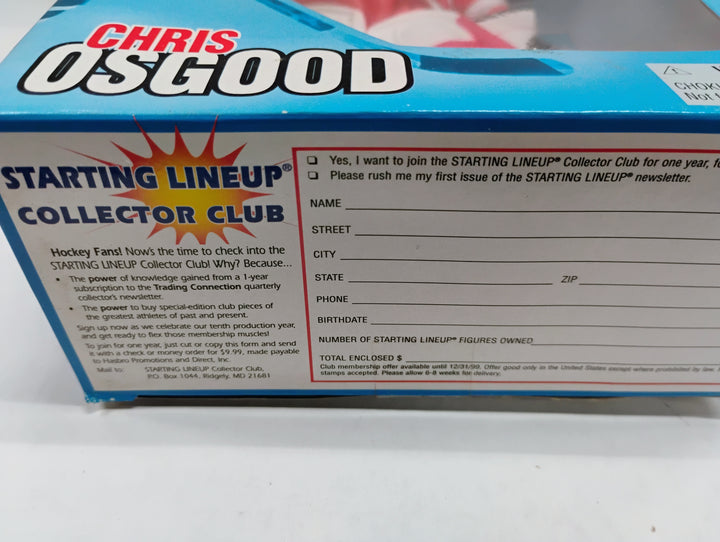 CHRIS
OSGOOD
CHOKI
Not f
STARTING LINEUP®
COLLECTOR CLUB
Hockey Fans! Now's the time to check into the
STARTING LINEUP Collector Club! Why? Because...
• The power of knowledge gained from a 1-year
subscription to the Trading Connection quarterly
collector's newsletter.
• The power to buy special-edition club pieces of
the greatest athletes of past and present.
Sign up now as we celebrate our tenth production year,
and get ready to flex those membership muscles!
To join for one year, just cut or copy this form and send
it with a check or money order for $9.99, made payable
to Hasbro Promotions and Direct, Inc.
Mail to: STARTING LINEUP Collector Club,
P.O. Box 1044, Ridgely, MD 21681
❑ Yes, I want to join the STARTING LINEUP® Collector Club for one year, fo
❑ Please rush me my first issue of the STARTING LINEUP® newsletter.
NAME
STREET
CITY
STATE ZIP
PHONE
BIRTHDATE
NUMBER OF STARTING LINEUP® FIGURES OWNED
TOTAL ENCLOSED $
Club membership offer available until 12/31/99. Offer good only in the United States except where prohibited by law.
stamps accepted. Please allow 6-8 weeks for delivery.